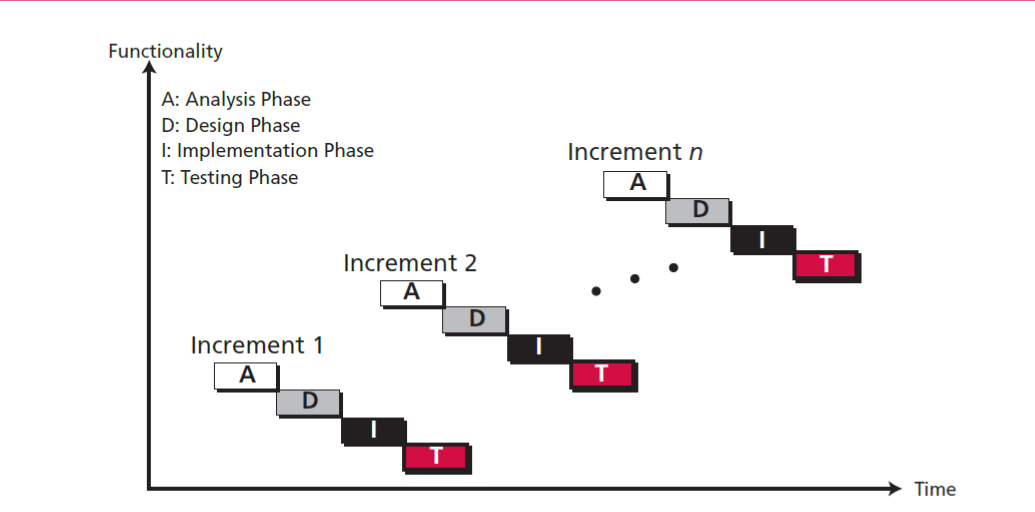 Functionality
A: Analysis Phase
D: Design Phase
I: Implementation Phase
T: Testing Phase
Increment n
A
D
I
T
Increment 2
A
D
I
T
Increment 1
A
D
I
T
Time